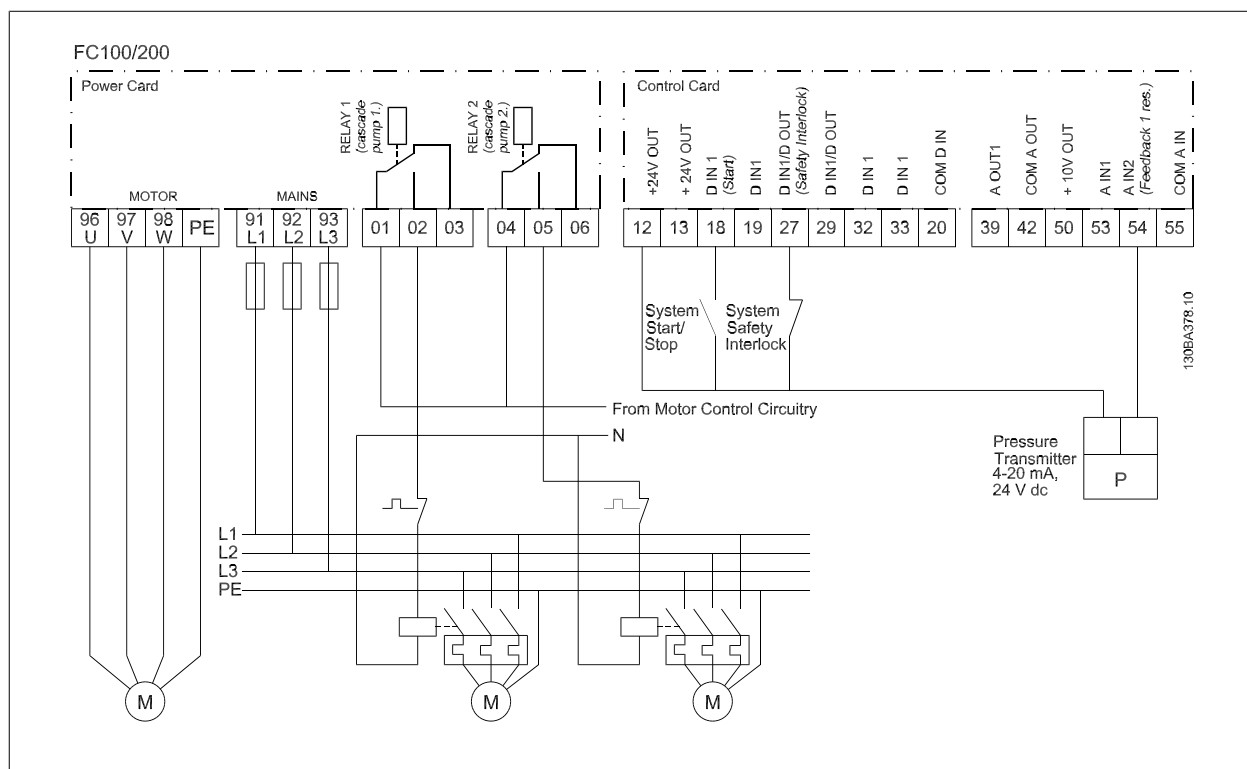 FC100/200
Power Card
Control Card
RELAY 1
(cascade
pump 1.)
RELAY 2
(cascade
pump 2.)
+24V OUT
+ 24V OUT
D IN 1
(Start)
D IN1
D IN1/D OUT
(Safety Interlock)
D IN1/D OUT
D IN 1
D IN 1
COM D IN
A OUT1
COM A OUT
+ 10V OUT
A IN1
A IN2
(Feedback 1 res.)
COM A IN
MOTOR
MAINS
96 97 98 PE
U V W
91 92 93
L1 L2 L3
01 02 03
04 05 06
12 13 18 19 27 29 32 33 20
39 42 50 53 54 55
System
Start/
Stop
System
Safety
Interlock
130BA378.10
From Motor Control Circuitry
N
Pressure
Transmitter
4-20 mA,
24 V dc
P
L1
L2
L3
PE
M
M
M